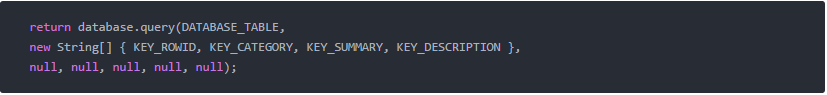 return database.query(DATABASE_TABLE,
new String[] { KEY_ROWID, KEY_CATEGORY, KEY_SUMMARY, KEY_DESCRIPTION },
null, null, null, null, null);